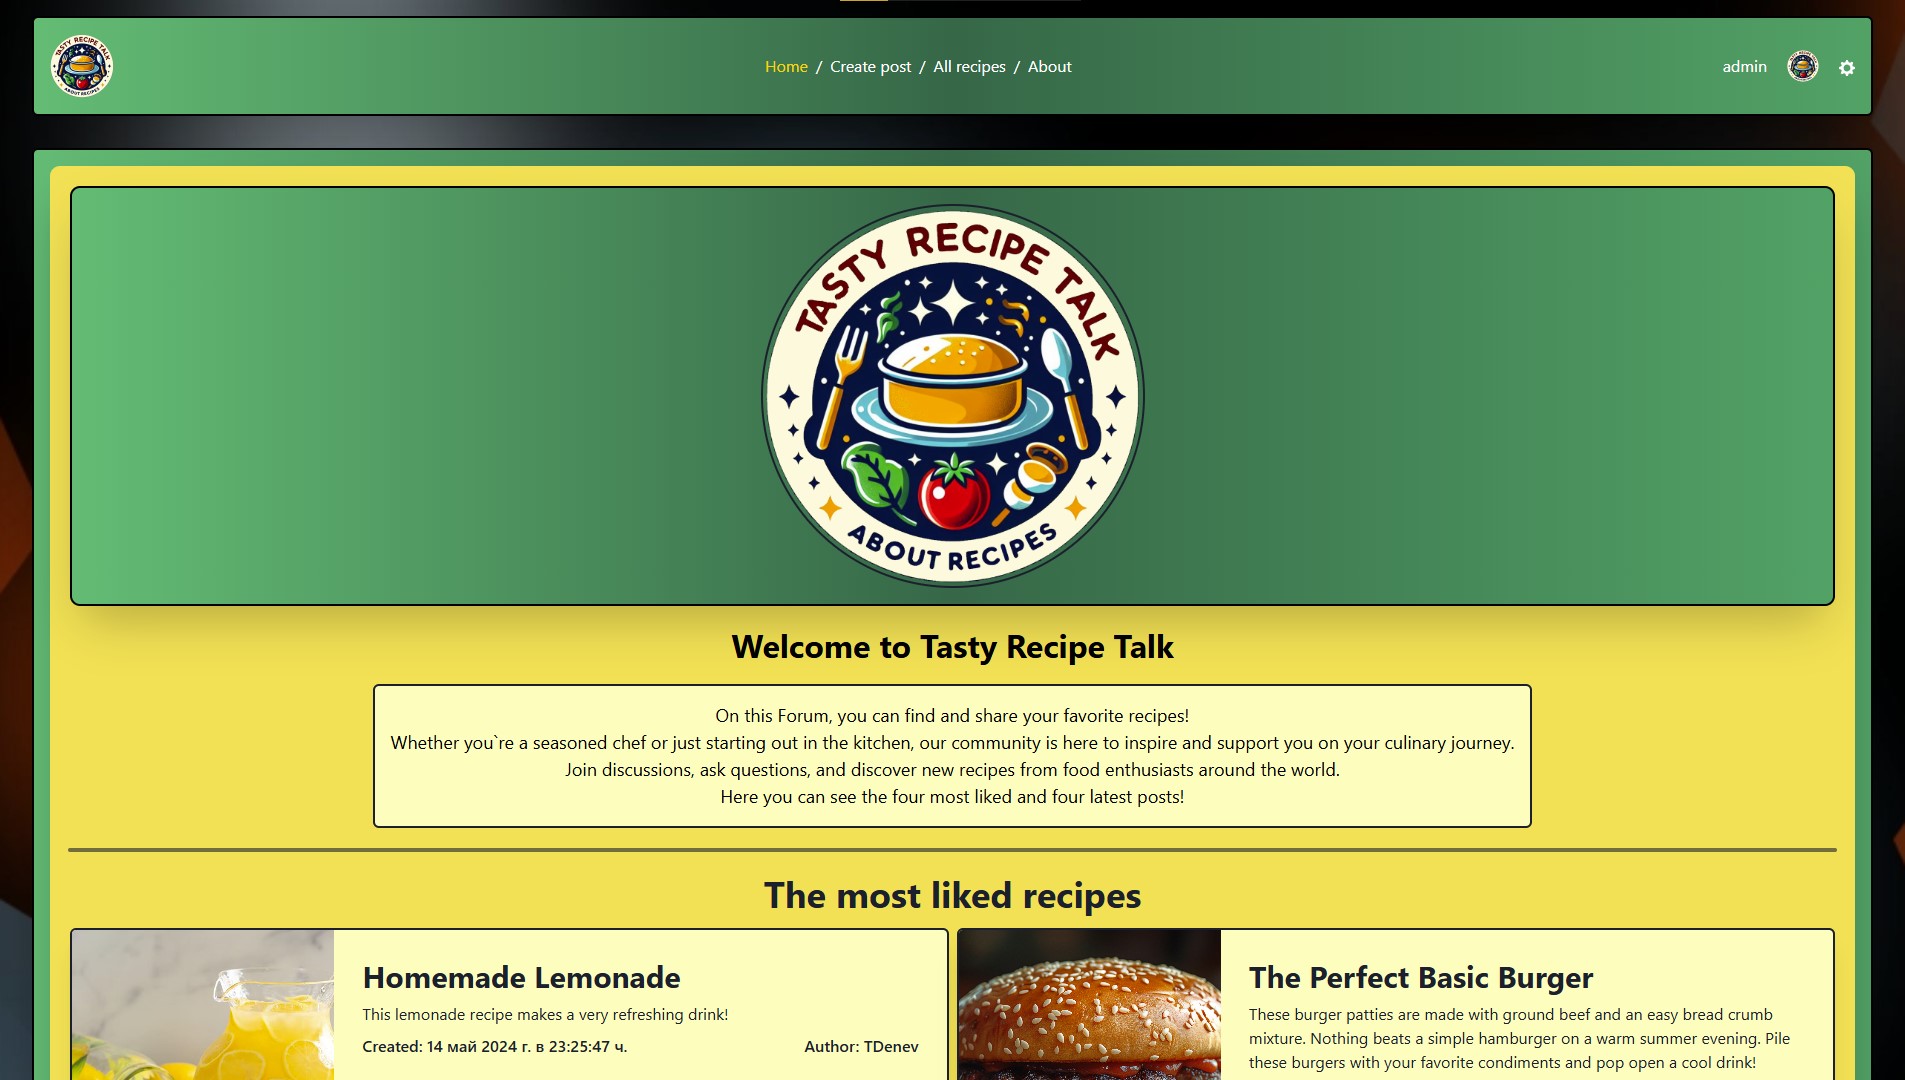 TASTY RECIPE TALK
ABOUT RECIPES
Home / Create post / All recipes / About
admin
TASTY RECIPE TALK
ABOUT RECIPES
Welcome to Tasty Recipe Talk
On this Forum, you can find and share your favorite recipes!
Whether you`re a seasoned chef or just starting out in the kitchen, our community is here to inspire and support you on your culinary journey.
Join discussions, ask questions, and discover new recipes from food enthusiasts around the world.
Here you can see the four most liked and four latest posts!
The most liked recipes
Homemade Lemonade
This lemonade recipe makes a very refreshing drink!
Created: 14 май 2024 г. в 23:25:47 ч.
Author: TDenev
The Perfect Basic Burger
These burger patties are made with ground beef and an easy bread crumb
mixture. Nothing beats a simple hamburger on a warm summer evening. Pile
these burgers with your favorite condiments and pop open a cool drink!